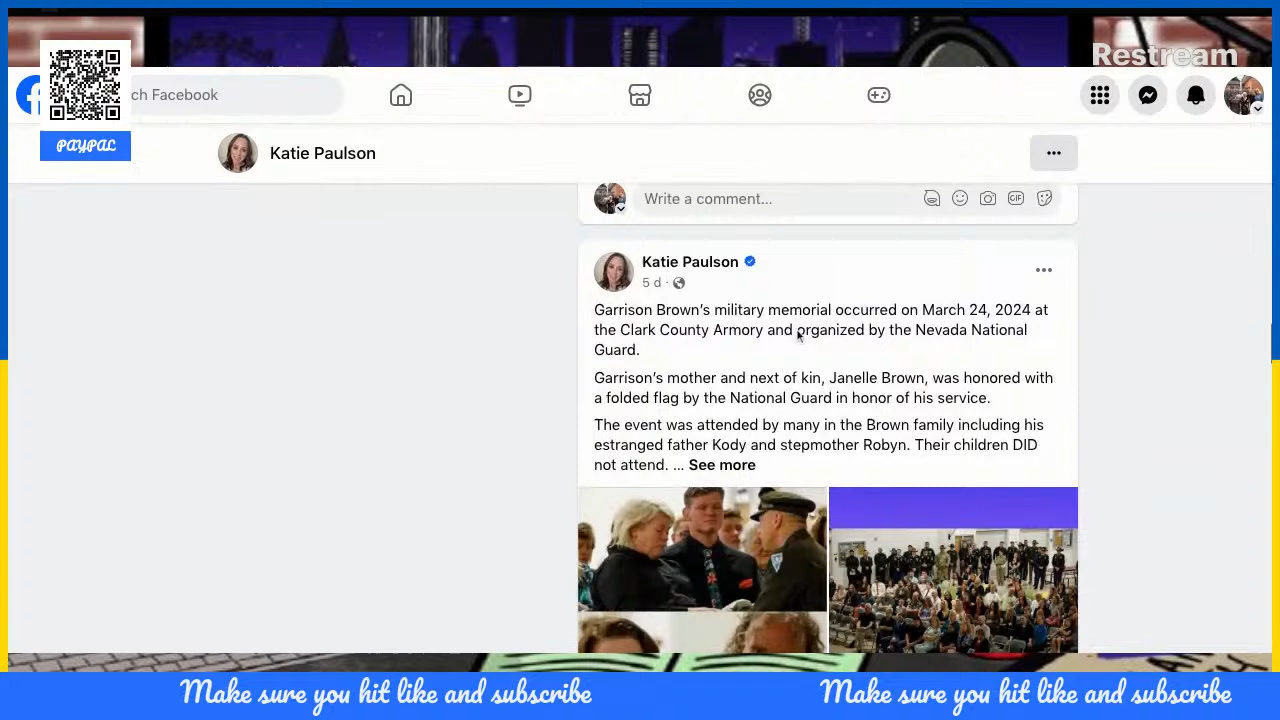 Restream
ch Facebook
PAYPAL
Katie Paulson
Write a comment...
GIF
Katie Paulson
5 d ·
Garrison Brown’s military memorial occurred on March 24, 2024 at
the Clark County Armory and organized by the Nevada National
Guard.
Garrison’s mother and next of kin, Janelle Brown, was honored with
a folded flag by the National Guard in honor of his service.
The event was attended by many in the Brown family including his
estranged father Kody and stepmother Robyn. Their children DID
not attend. ... See more
Make sure you hit like and subscribe
Make sure you hit like and subscribe